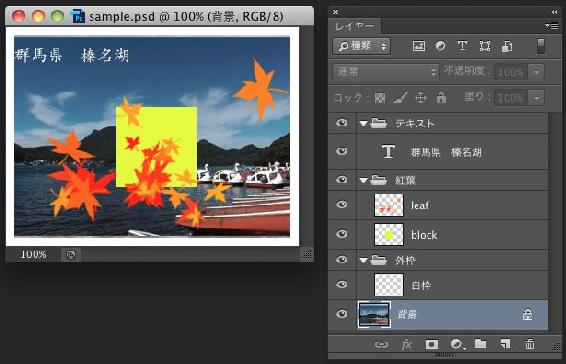 sample.psd @ 100% (背景, RGB/8)
群馬県　榛名湖
100%
レイヤー
種類
通常
不透明度:
100%
ロック:
塗り:
100%
テキスト
群馬県　榛名湖
紅葉
leaf
block
外枠
白枠
背景
fx